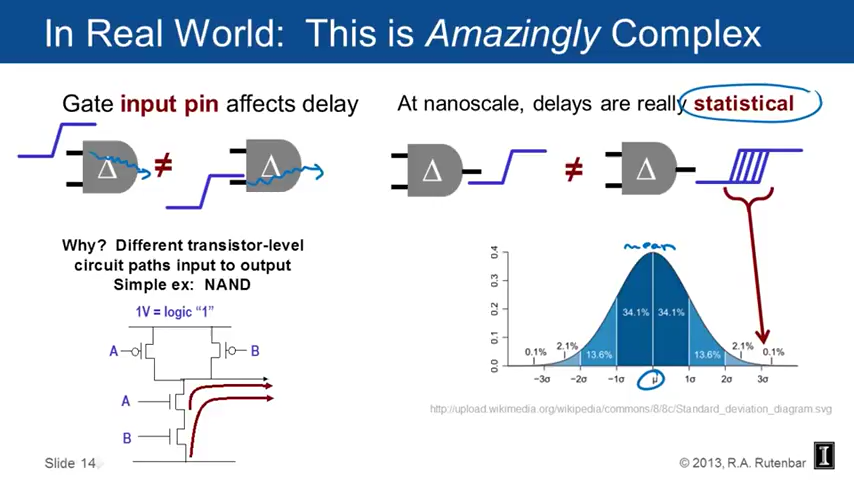 In Real World: This is Amazingly Complex
Gate input pin affects delay
At nanoscale, delays are really statistical
Δ
≠
Δ
Δ
≠
Δ
Why? Different transistor-level
circuit paths input to output
Simple ex: NAND
1V = logic “1”
A
B
A
B
mean
0.4
0.3
0.2
0.1
0.0
34.1%
34.1%
0.1%
2.1%
13.6%
13.6%
2.1%
0.1%
−3σ
−2σ
−1σ
μ
1σ
2σ
3σ
http://upload.wikimedia.org/wikipedia/commons/8/8c/Standard_deviation_diagram.svg
Slide 14
© 2013, R.A. Rutenbar
I